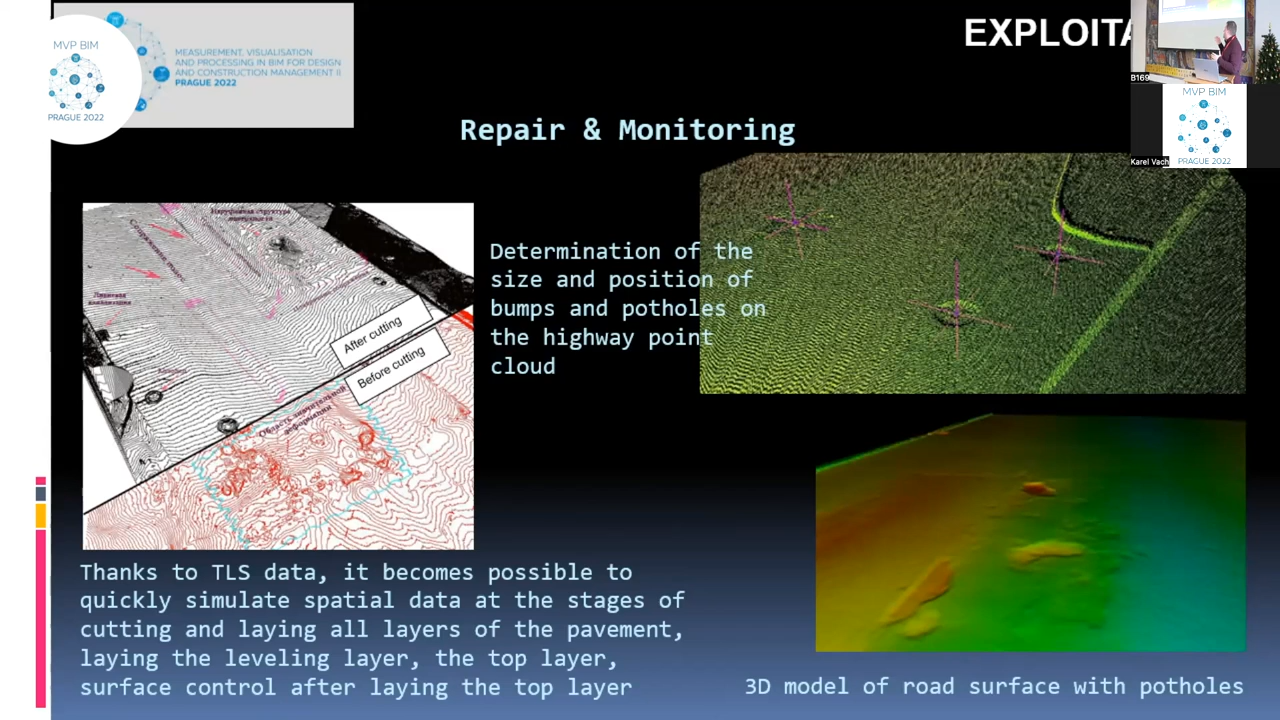 MVP BIM
PRAGUE 2022
MEASUREMENT, VISUALISATION
AND PROCESSING IN BIM FOR DESIGN
AND CONSTRUCTION MANAGEMENT II
PRAGUE 2022
EXPLOITA
B169
MVP BIM
PRAGUE 2022
Karel Vach
Repair & Monitoring
After cutting
Before cutting
Determination of the
size and position of
bumps and potholes on
the highway point
cloud
Thanks to TLS data, it becomes possible to
quickly simulate spatial data at the stages of
cutting and laying all layers of the pavement,
laying the leveling layer, the top layer,
surface control after laying the top layer
3D model of road surface with potholes